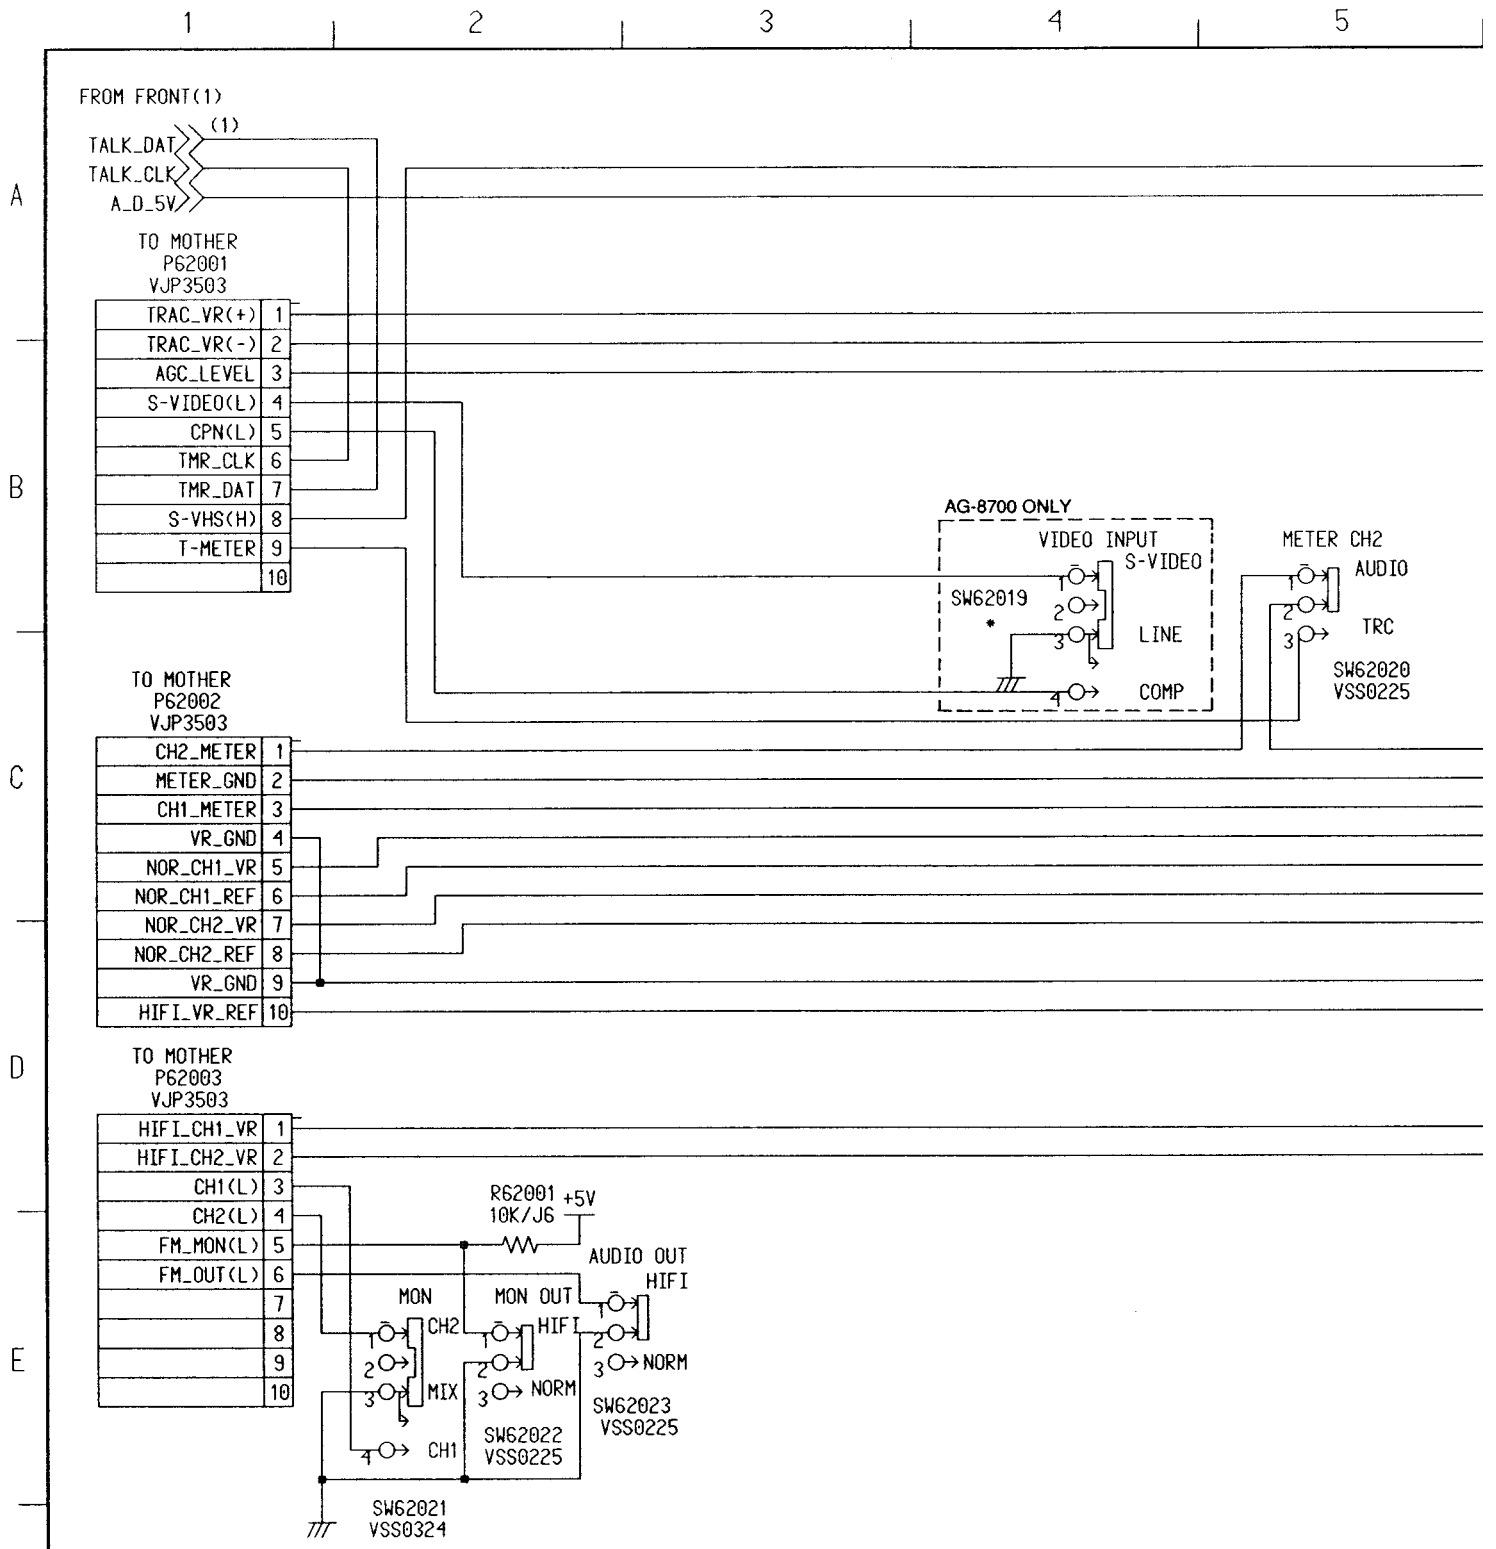 1 2 3 4 5
FROM FRONT(1)
(1)
TALK_DAT
TALK_CLK
A_D_5V
A
TO MOTHER
P62001
VJP3503
TRAC_VR(+) 1
TRAC_VR(-) 2
AGC_LEVEL 3
S-VIDEO(L) 4
CPN(L) 5
TMR_CLK 6
TMR_DAT 7
S-VHS(H) 8
T-METER 9
10
B
AG-8700 ONLY
VIDEO INPUT
S-VIDEO
1
SW62019
*
2
3
LINE
4
COMP
METER CH2
1
AUDIO
2
3
TRC
SW62020
VSS0225
TO MOTHER
P62002
VJP3503
CH2_METER 1
METER_GND 2
CH1_METER 3
VR_GND 4
NOR_CH1_VR 5
NOR_CH1_REF 6
NOR_CH2_VR 7
NOR_CH2_REF 8
VR_GND 9
HIFI_VR_REF 10
C
D
TO MOTHER
P62003
VJP3503
HIFI_CH1_VR 1
HIFI_CH2_VR 2
CH1(L) 3
CH2(L) 4
FM_MON(L) 5
FM_OUT(L) 6
7
8
9
10
E
R62001
10K/J6
+5V
MON
1
CH2
2
3
MIX
4
CH1
SW62021
VSS0324
MON OUT
1
HIFI
2
3
NORM
SW62022
VSS0225
AUDIO OUT
HIFI
1
2
3
NORM
SW62023
VSS0225